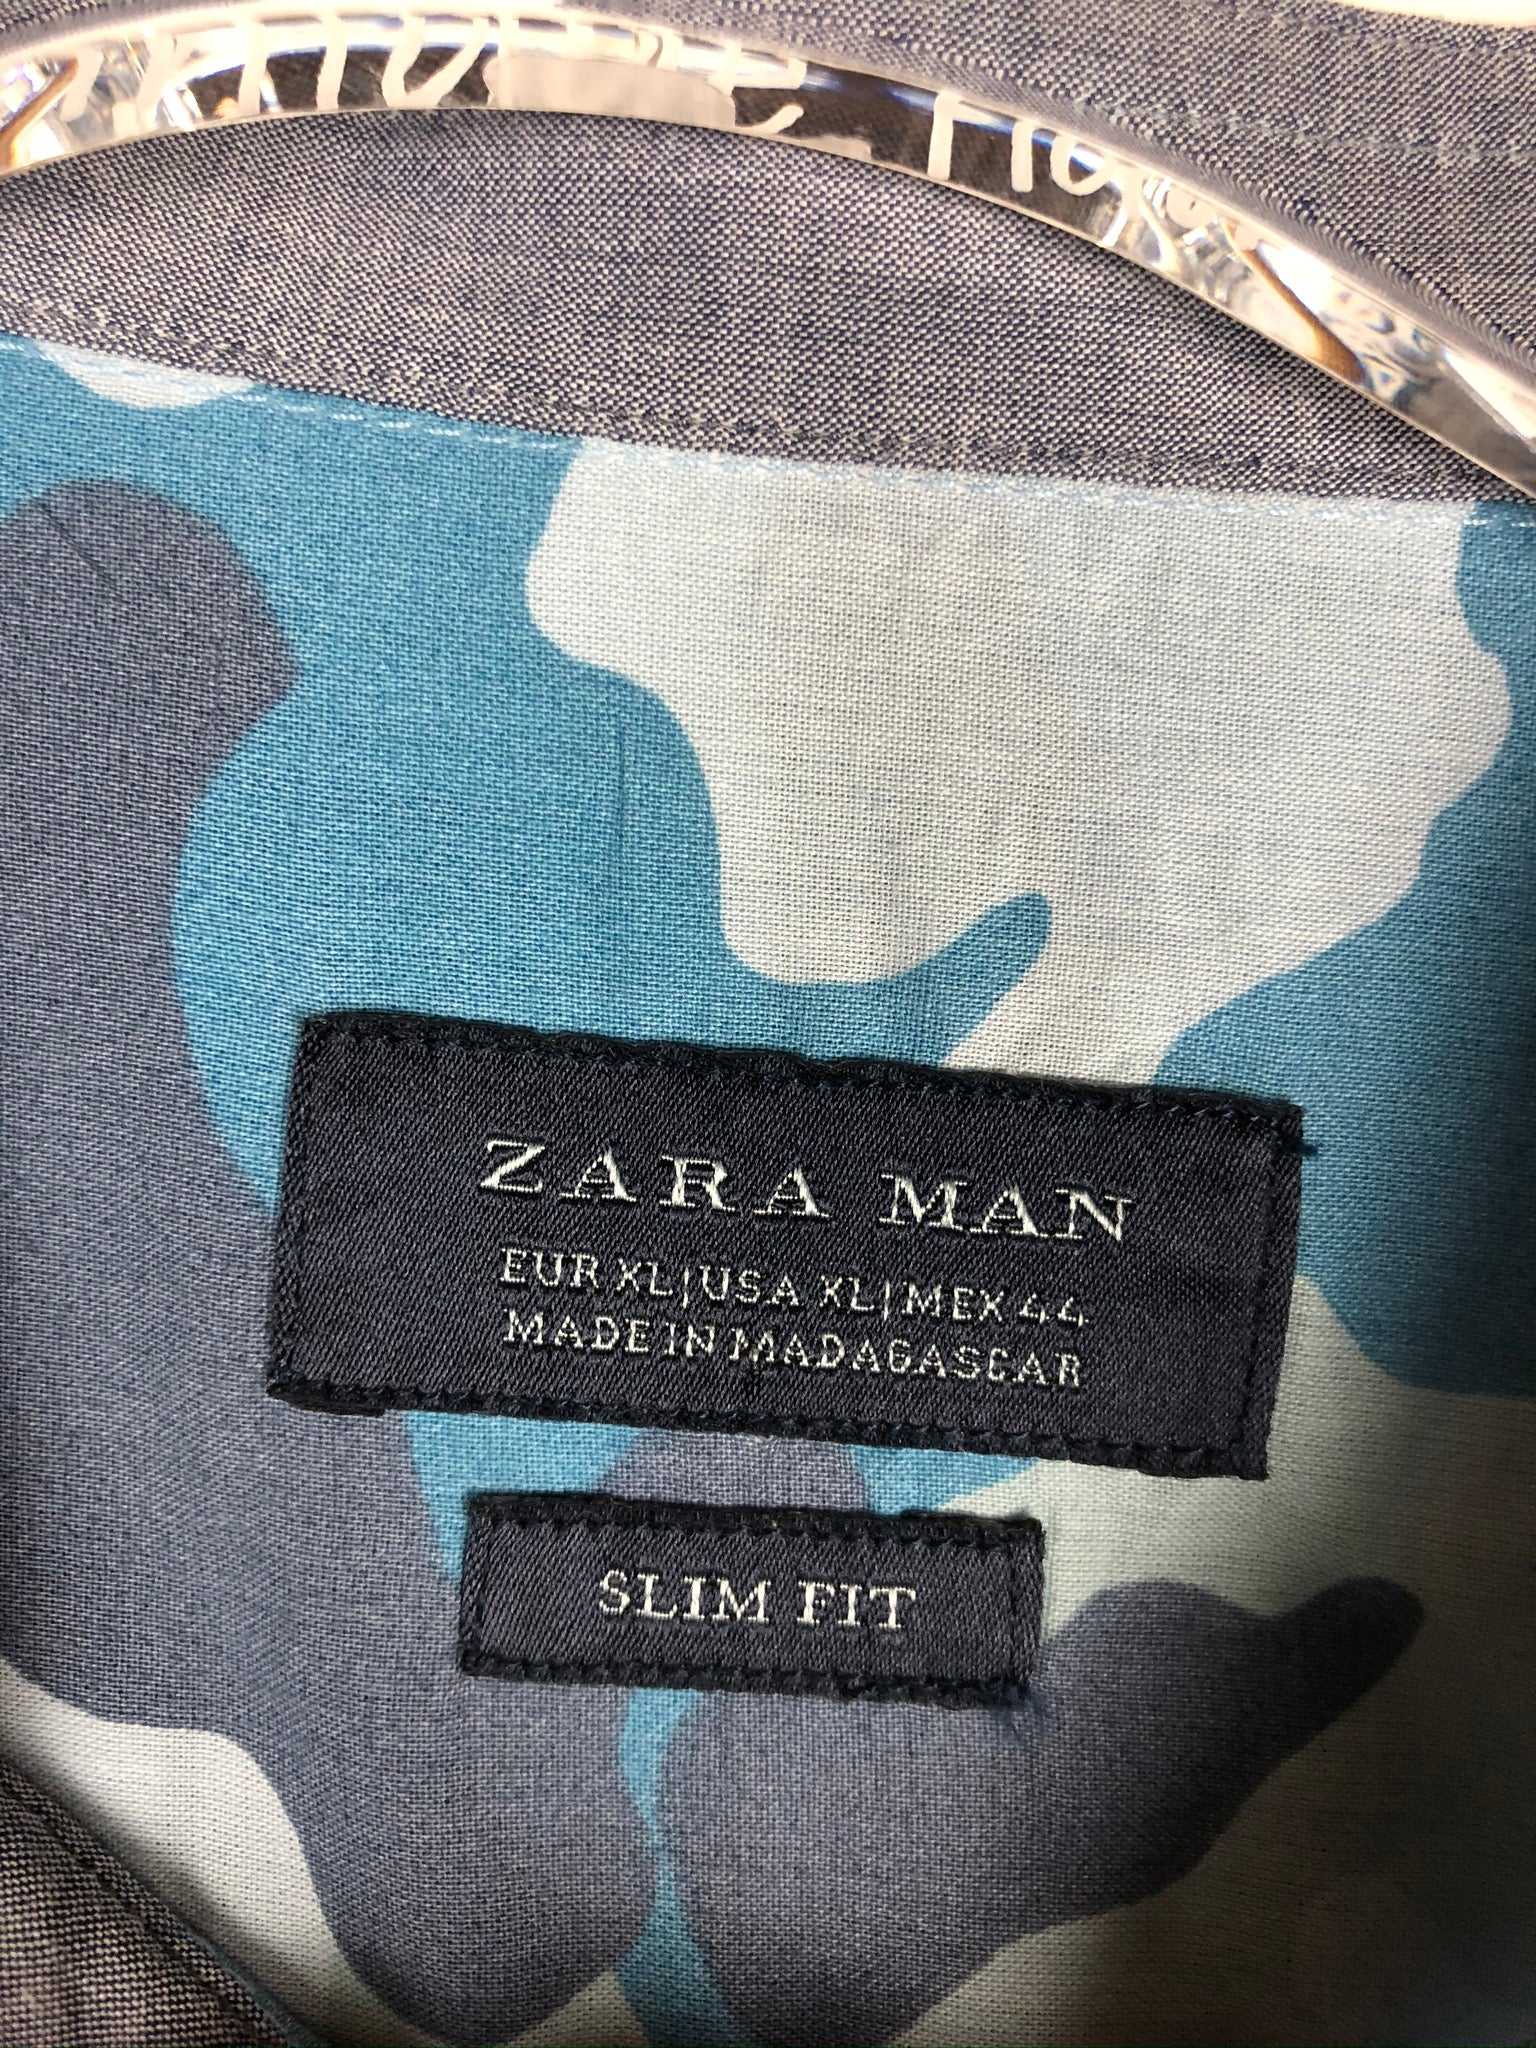 ZARA MAN
EUR XL|USA XL|MEX 44
MADE IN MADAGASCAR
SLIM FIT